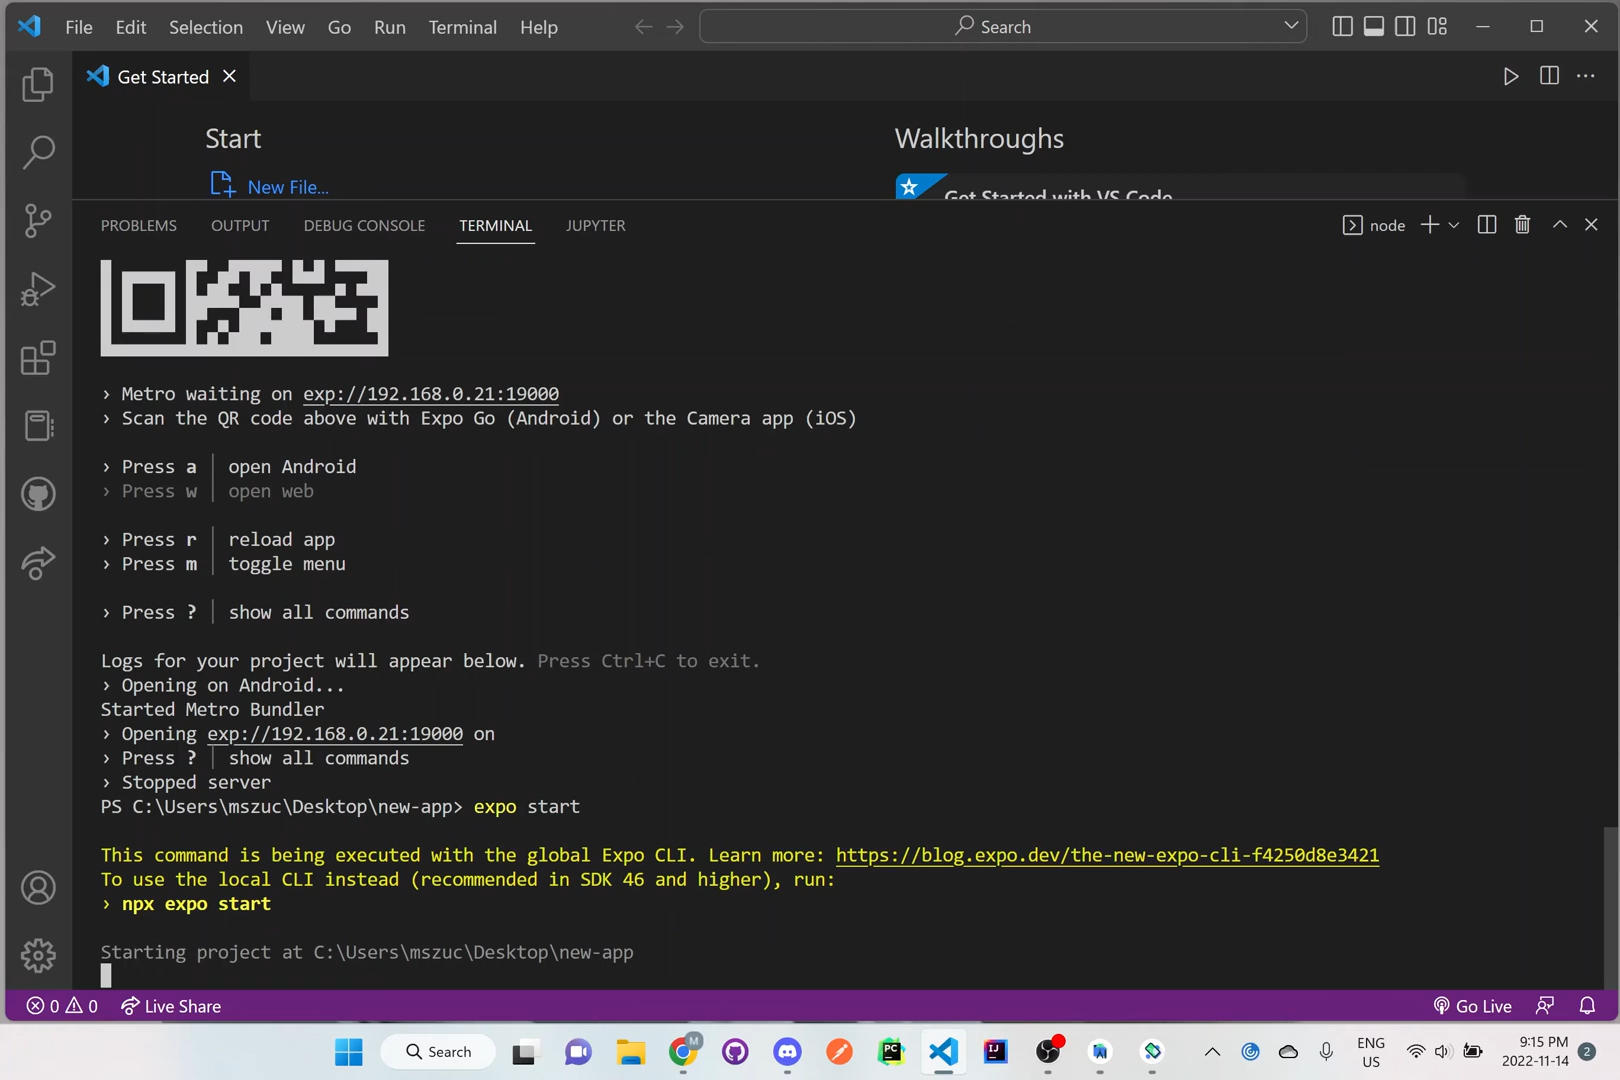 File Edit Selection View Go Run Terminal Help Search
Get Started
Start Walkthroughs
New File... Get Started with VS Code
PROBLEMS OUTPUT DEBUG CONSOLE TERMINAL JUPYTER node
› Metro waiting on exp://192.168.0.21:19000
› Scan the QR code above with Expo Go (Android) or the Camera app (iOS)
› Press a │ open Android
› Press w │ open web
› Press r │ reload app
› Press m │ toggle menu
› Press ? │ show all commands
Logs for your project will appear below. Press Ctrl+C to exit.
› Opening on Android...
Started Metro Bundler
› Opening exp://192.168.0.21:19000 on
› Press ? │ show all commands
› Stopped server
PS C:\Users\mszuc\Desktop\new-app> expo start
This command is being executed with the global Expo CLI. Learn more: https://blog.expo.dev/the-new-expo-cli-f4250d8e3421
To use the local CLI instead (recommended in SDK 46 and higher), run:
› npx expo start
Starting project at C:\Users\mszuc\Desktop\new-app
0 0 Live Share Go Live
Search M PC IJ ENG 9:15 PM
US 2022-11-14 2